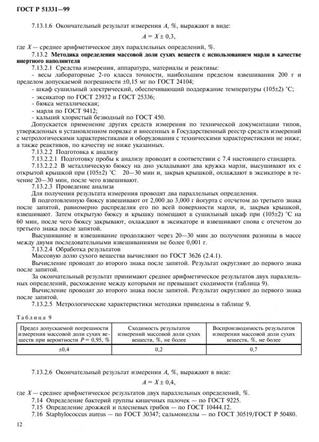 ГОСТ Р 51331—99
7.13.1.6 Окончательный результат измерения A, %, выражают в виде:
A = X ± 0,3,
где X — среднее арифметическое двух параллельных определений, %.
7.13.2 Методика определения массовой доли сухих веществ с использованием марли в качестве
инертного наполнителя
7.13.2.1 Средства измерения, аппаратура, материалы и реактивы:
- весы лабораторные 2-го класса точности, наибольшим пределом взвешивания 200 г и
пределом допускаемой погрешности ±0,15 мг по ГОСТ 24104;
- шкаф сушильный электрический, обеспечивающий поддержание температуры (105±2) °С;
- эксикатор по ГОСТ 23932 и ГОСТ 25336;
- бюкса металлическая;
- марля по ГОСТ 9412;
- кальций хлористый безводный по ГОСТ 450.
Допускается применение других средств измерения по технической документации типов,
утвержденных в установленном порядке и внесенных в Государственный реестр средств измерений
с метрологическими характеристиками и оборудования с техническими характеристиками не ниже,
а также реактивов, по качеству не ниже указанных.
7.13.2.2 Подготовка к анализу
7.13.2.2.1 Подготовку пробы к анализу проводят в соответствии с 7.4 настоящего стандарта.
7.13.2.2.2 В металлическую бюксу на дно укладывают два кружка марли, высушивают их с
открытой крышкой при (105±2) °С 20—30 мин и, закрыв крышкой, охлаждают в эксикаторе в те-
чение 20—30 мин, после чего взвешивают.
7.13.2.3 Проведение анализа
Для получения результата измерения проводят два параллельных определения.
В подготовленную бюксу взвешивают от 2,000 до 3,000 г йогурта с отсчетом до третьего знака
после запятой, равномерно распределяя его по всей поверхности марли, и, закрыв крышкой,
взвешивают. Затем открытую бюксу и крышку помещают в сушильный шкаф при (105±2) °С на
60 мин, после чего бюксу закрывают, охлаждают в эксикаторе и взвешивают снова с отсчетом до
третьего знака после запятой.
Высушивание и взвешивание продолжают через 20—30 мин до получения разницы в массе
между двумя последовательными взвешиваниями не более 0,001 г.
7.13.2.4 Обработка результатов
Массовую долю сухого вещества вычисляют по ГОСТ 3626 (2.4.1).
Вычисление проводят до второго знака после запятой. Результат округляют до первого знака
после запятой.
За окончательный результат принимают среднее арифметическое результатов двух параллель-
ных определений, расхождение между которыми не превышает сходимости (таблица 9).
Вычисление проводят до второго знака после запятой. Результат округляют до первого знака
после запятой.
7.13.2.5 Метрологические характеристики методики приведены в таблице 9.
Таблица 9
Предел допускаемой погрешности
измерений массовой доли сухих ве-
ществ при вероятности P = 0,95, %
Сходимость результатов
измерений массовой доли сухих
веществ, %, не более
Воспроизводимость результатов
измерений массовой доли сухих
веществ, %, не более
±0,4
0,2
0,7
7.13.2.6 Окончательный результат измерения A, %, выражают в виде:
A = X ± 0,4,
где X — среднее арифметическое результатов двух параллельных определений, %.
7.14 Определение бактерий группы кишечных палочек — по ГОСТ 9225.
7.15 Определение дрожжей и плесневых грибов — по ГОСТ 10444.12.
7.16 Staphylococcus aureus — по ГОСТ 30347; сальмонеллы — по ГОСТ 30519/ГОСТ Р 50480.
12